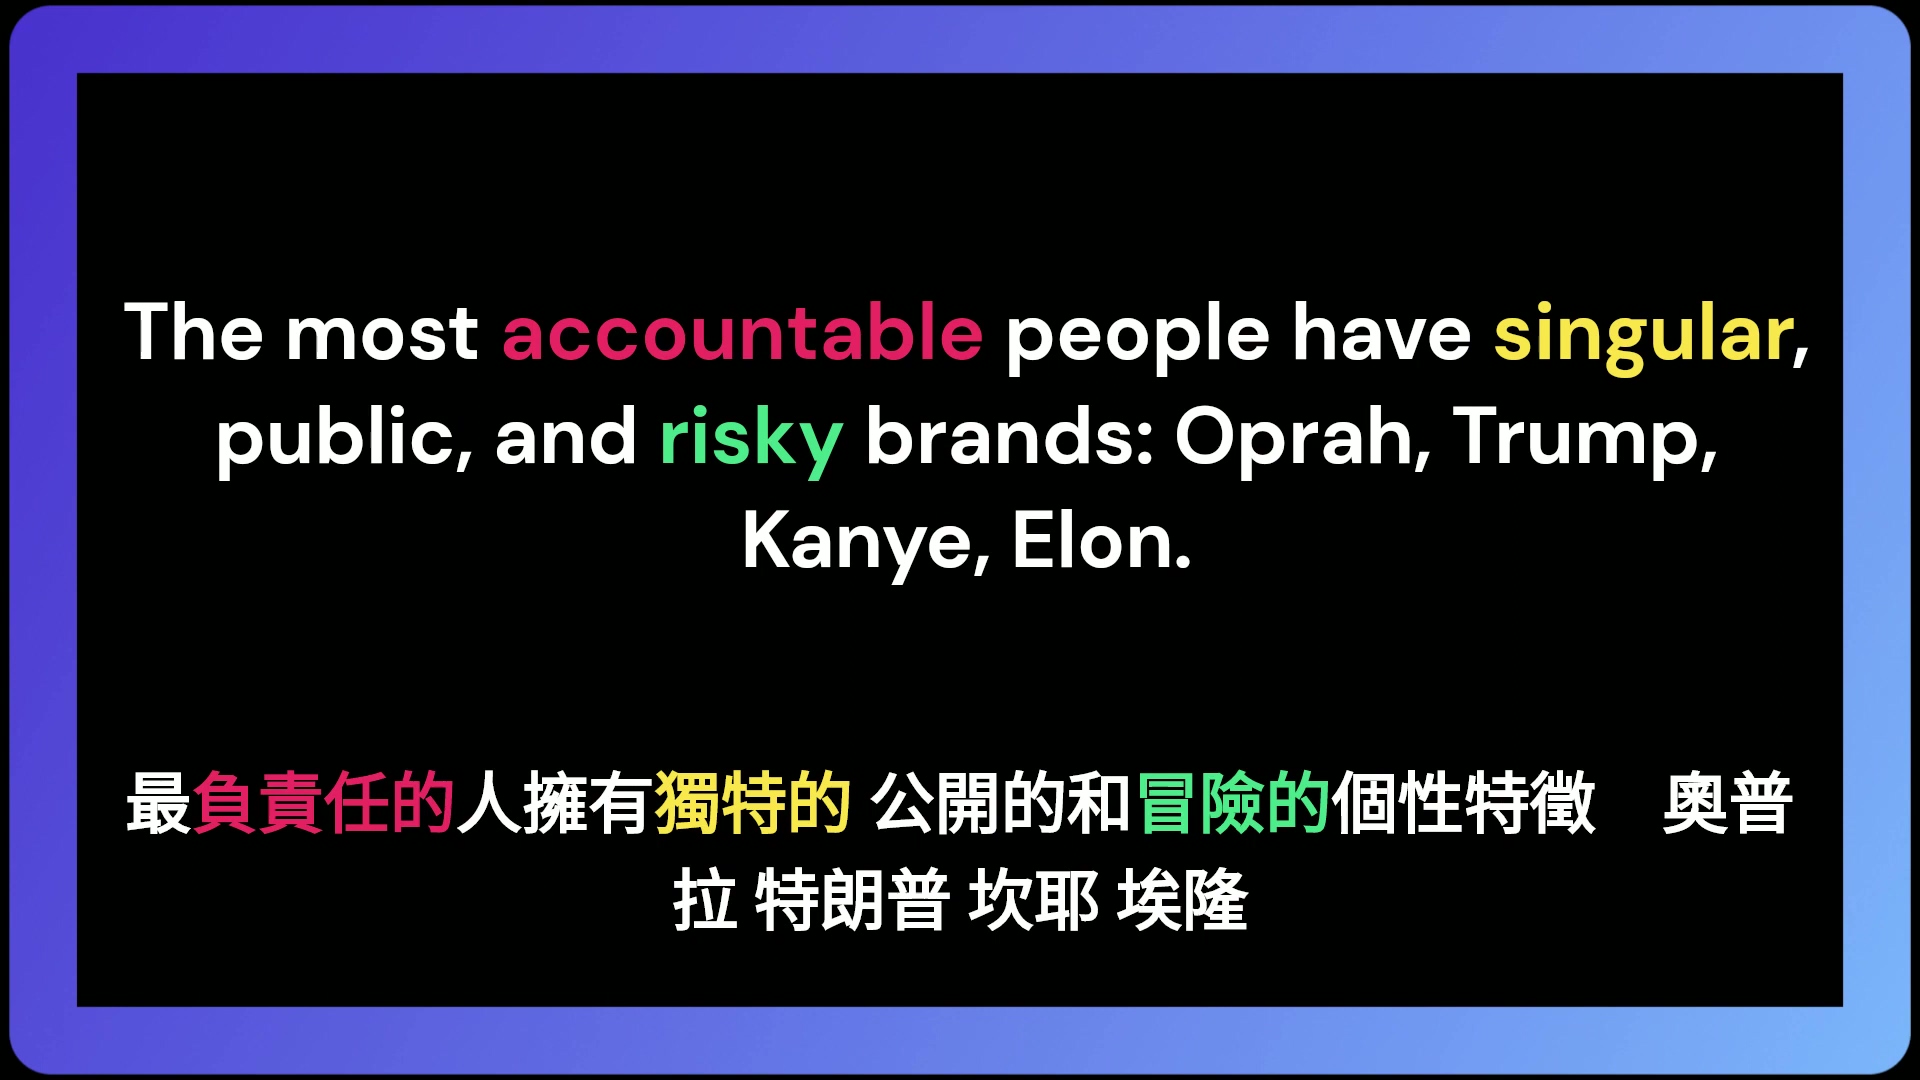 The most accountable people have singular,
public, and risky brands: Oprah, Trump,
Kanye, Elon.
最負責任的人擁有獨特的 公開的和冒險的個性特徵　奧普
拉 特朗普 坎耶 埃隆